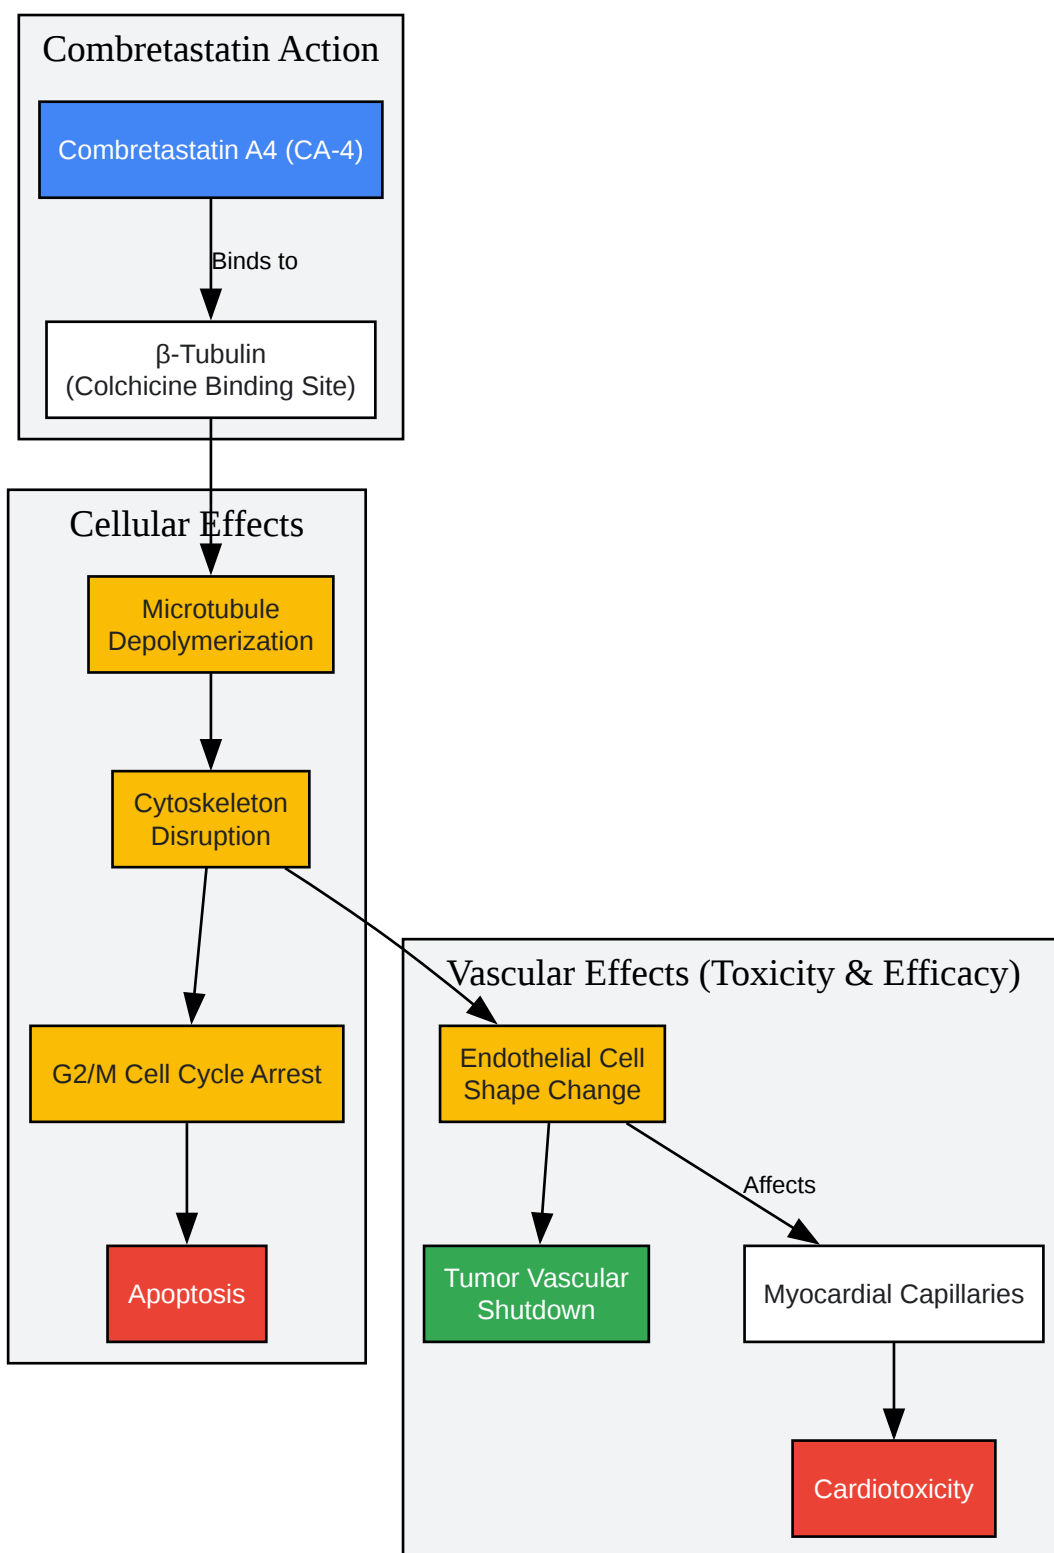 Combretastatin Action
Combretastatin A4 (CA-4)
Binds to
β-Tubulin
(Colchicine Binding Site)
Cellular Effects
Microtubule
Depolymerization
Cytoskeleton
Disruption
G2/M Cell Cycle Arrest
Apoptosis
Vascular Effects (Toxicity & Efficacy)
Endothelial Cell
Shape Change
Affects
Tumor Vascular
Shutdown
Myocardial Capillaries
Cardiotoxicity